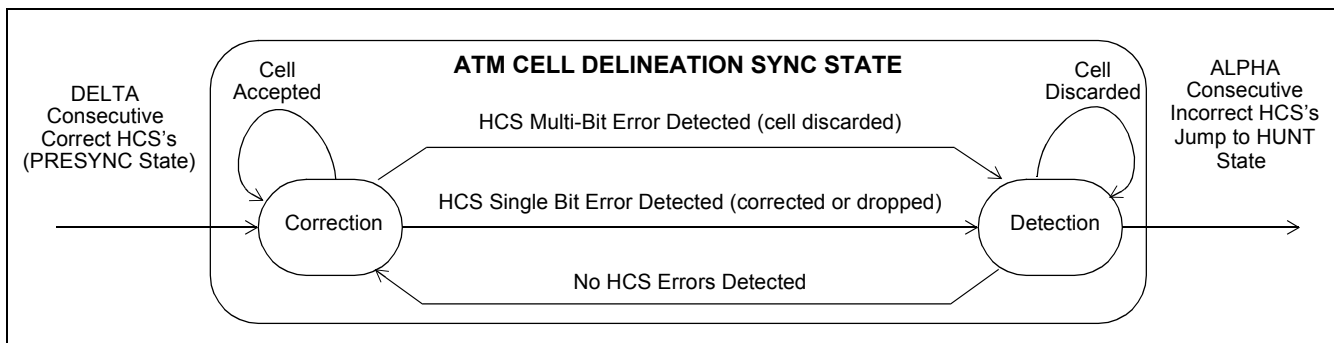 ATM CELL DELINEATION SYNC STATE
DELTA
Consecutive
Correct HCS's
(PRESYNC State)
Cell
Accepted
HCS Multi-Bit Error Detected (cell discarded)
Cell
Discarded
ALPHA
Consecutive
Incorrect HCS's
Jump to HUNT
State
HCS Single Bit Error Detected (corrected or dropped)
Correction
Detection
No HCS Errors Detected